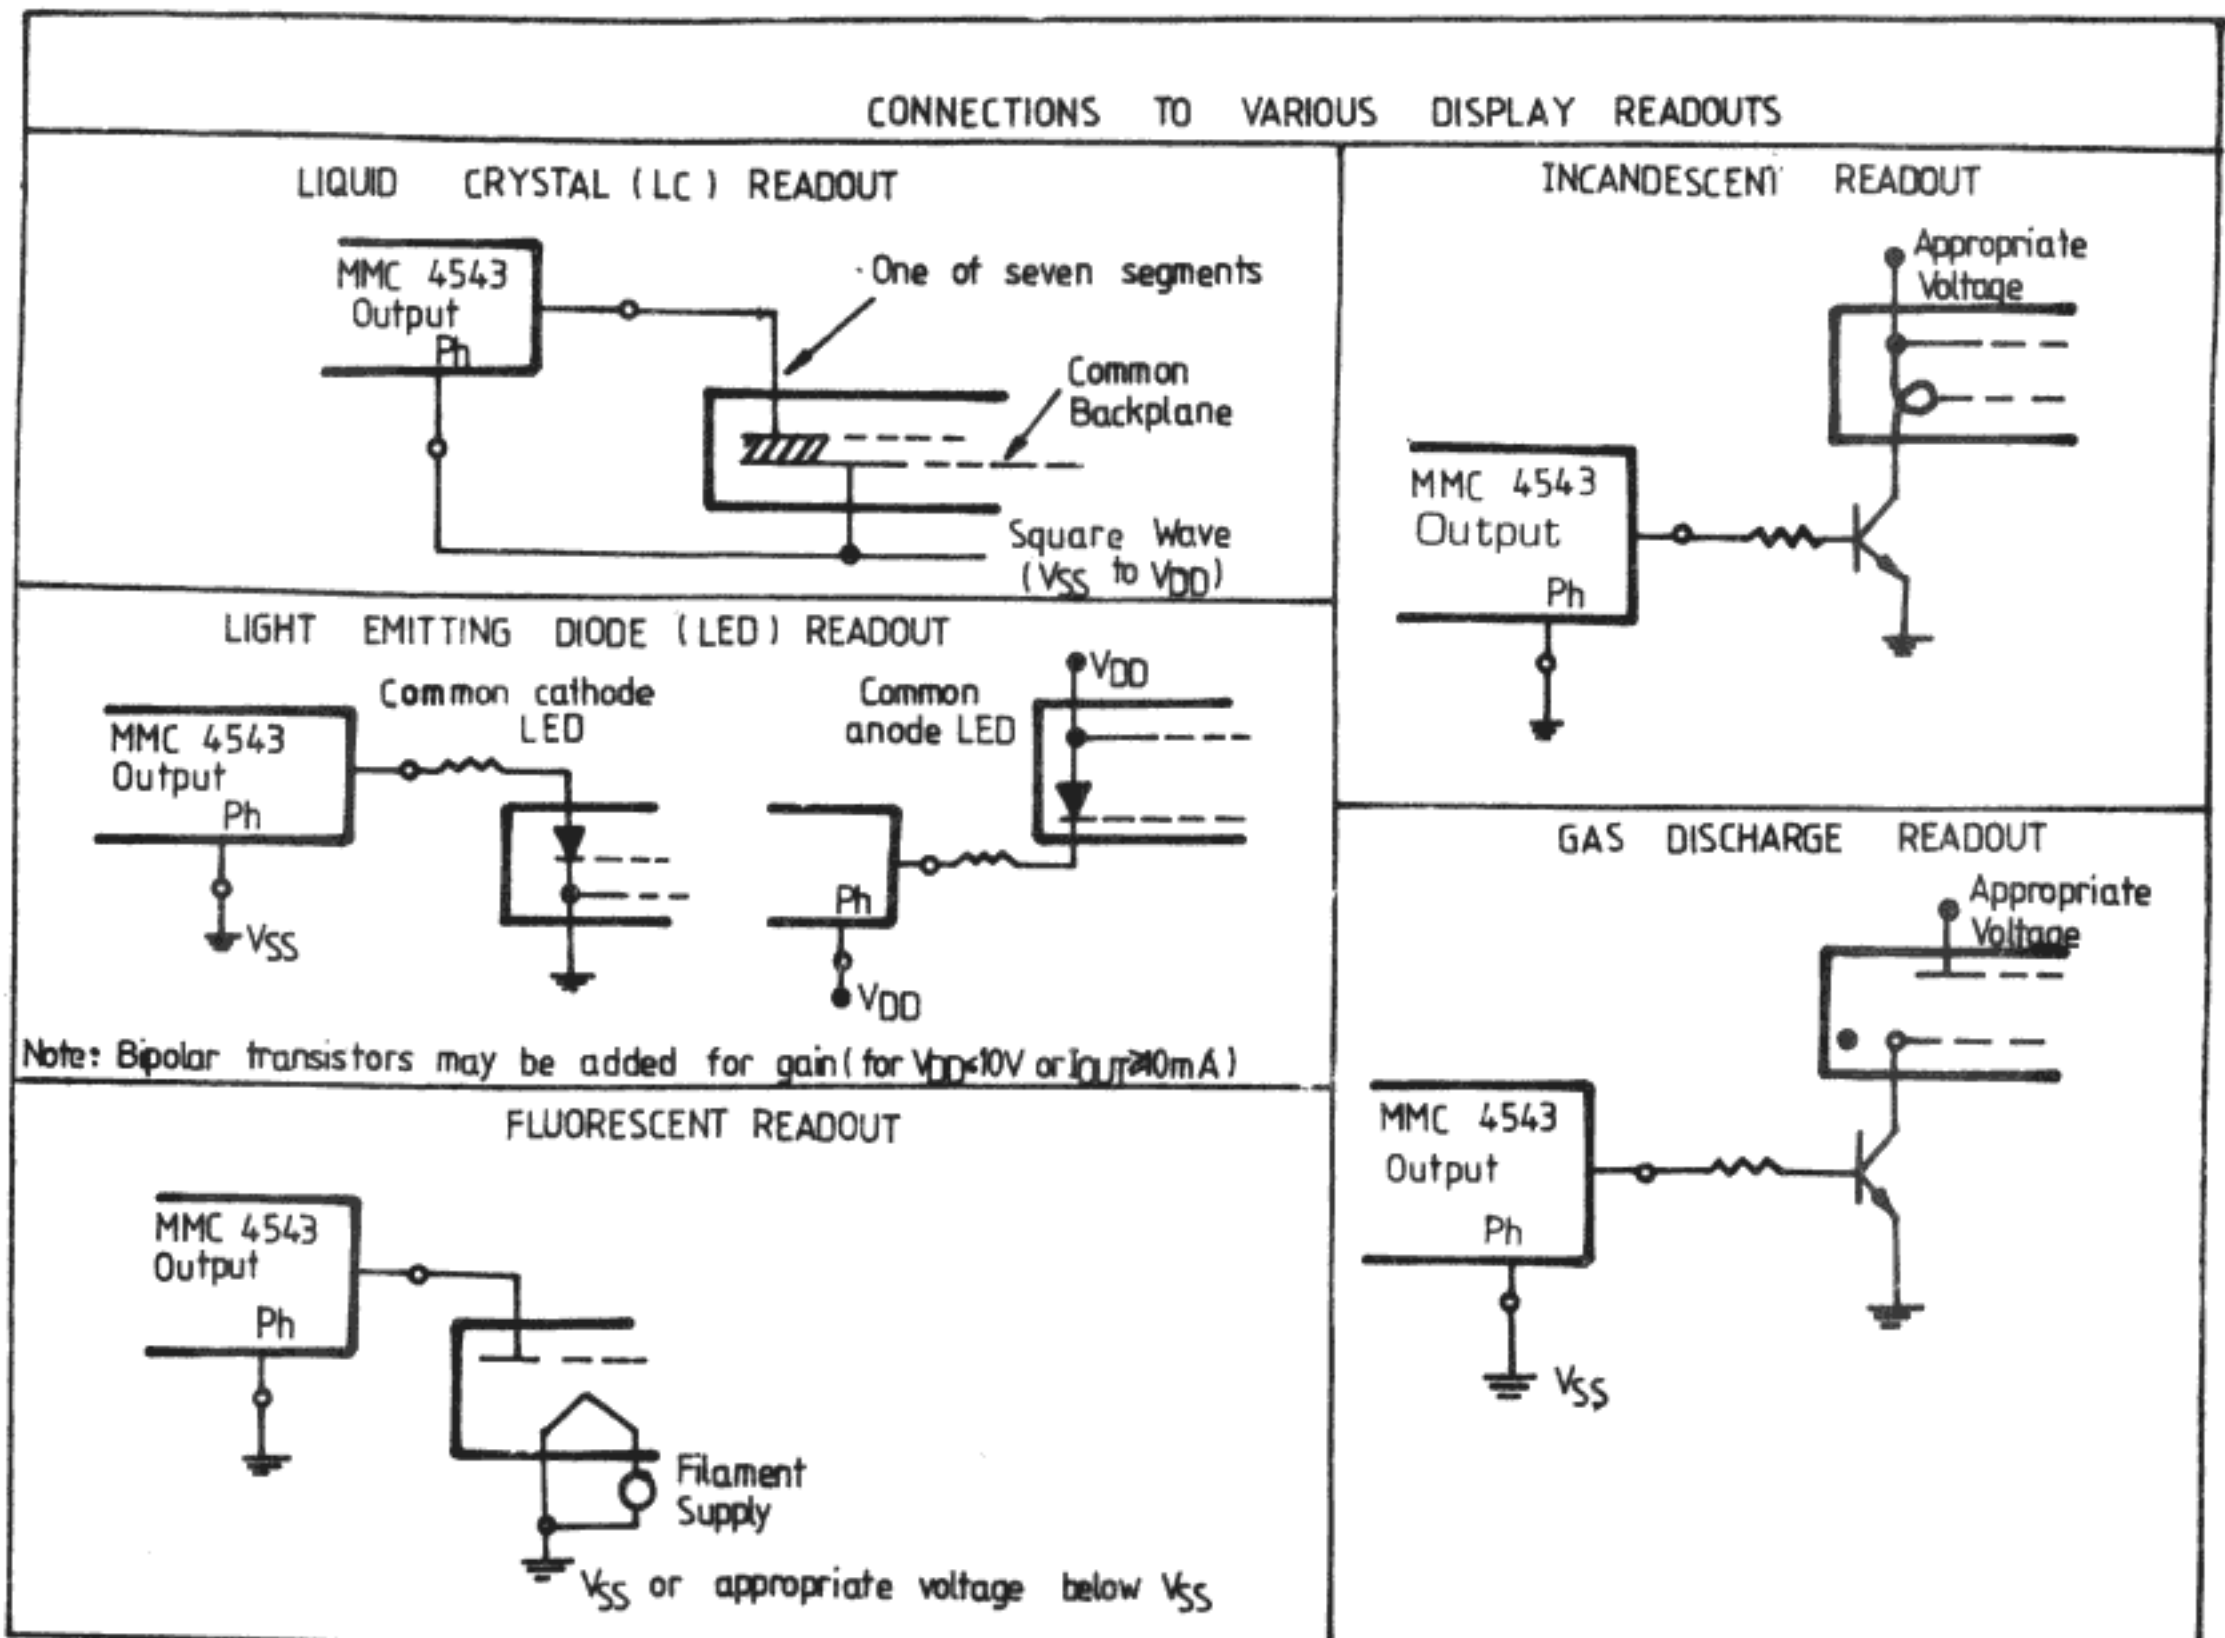 CONNECTIONS TO VARIOUS DISPLAY READOUTS
LIQUID CRYSTAL (LC) READOUT
MMC 4543
Output
Ph
One of seven segments
Common
Backplane
Square Wave
(VSS to VDD)
LIGHT EMITTING DIODE (LED) READOUT
MMC 4543
Output
Ph
VSS
Common cathode
LED
Common
anode LED
VDD
Ph
VDD
Note: Bipolar transistors may be added for gain (for VDD<10V or IOUT≥10mA)
FLUORESCENT READOUT
MMC 4543
Output
Ph
Filament
Supply
VSS or appropriate voltage below VSS
INCANDESCENT READOUT
Appropriate
Voltage
MMC 4543
Output
Ph
GAS DISCHARGE READOUT
Appropriate
Voltage
MMC 4543
Output
Ph
VSS